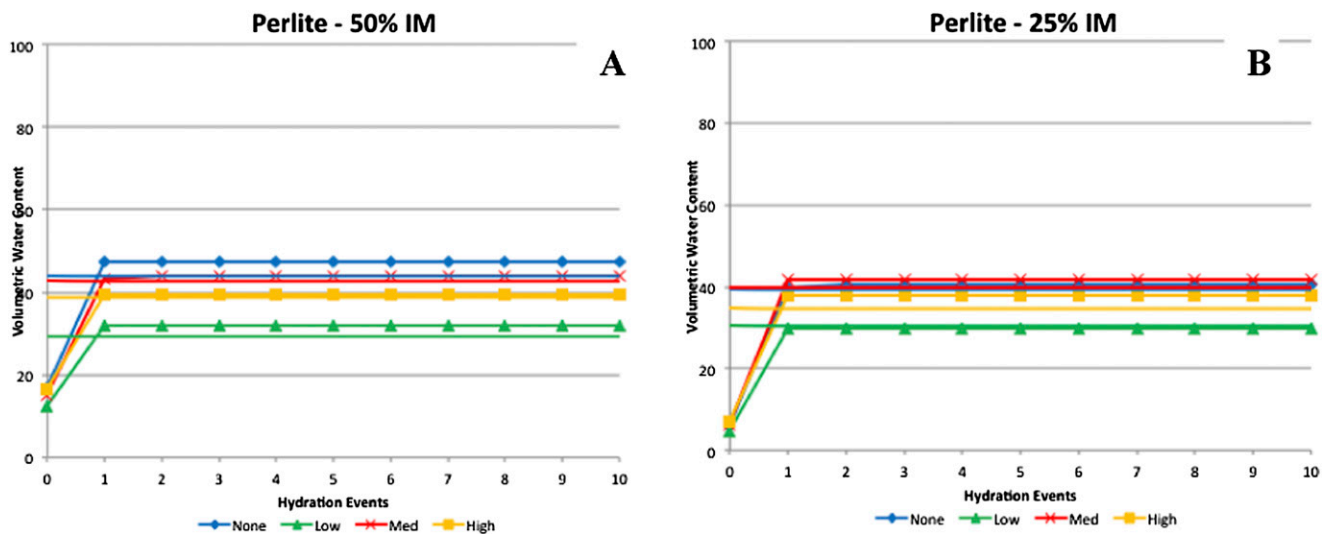 Perlite - 50% IM
A
100
80
60
40
20
0
Volumetric Water Content
0 1 2 3 4 5 6 7 8 9 10
Hydration Events
None Low Med High
Perlite - 25% IM
B
100
80
60
40
20
0
Volumetric Water Content
0 1 2 3 4 5 6 7 8 9 10
Hydration Events
None Low Med High